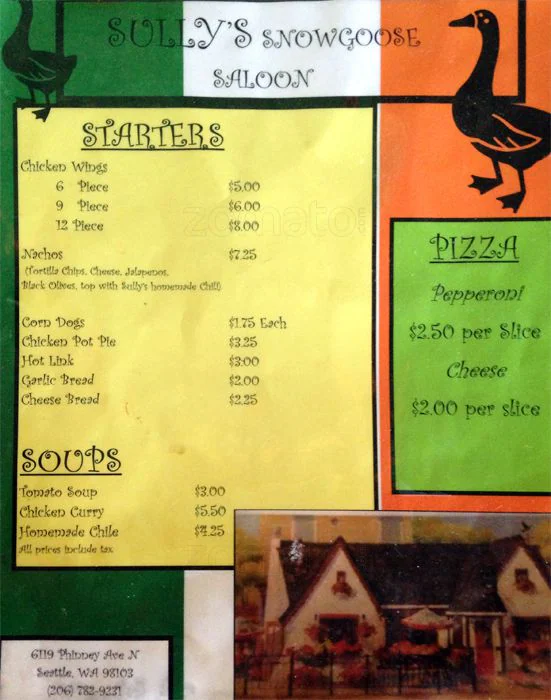 SULLY'S SNOWGOOSE
SALOON
STARTERS
Chicken Wings
6 Piece $5.00
9 Piece $6.00
12 Piece $8.00
Nachos $7.25
(Tortilla Chips, Cheese, Jalapenos,
Black Olives, top with Sully's homemade Chili)
Corn Dogs $1.75 Each
Chicken Pot Pie $3.25
Hot Link $3.00
Garlic Bread $2.00
Cheese Bread $2.25
SOUPS
Tomato Soup $3.00
Chicken Curry $5.50
Homemade Chile $4.25
All prices include tax
PIZZA
Pepperoni
$2.50 per Slice
Cheese
$2.00 per slice
6119 Phinney Ave N
Seattle, WA 98103
(206) 782-9231
zomato